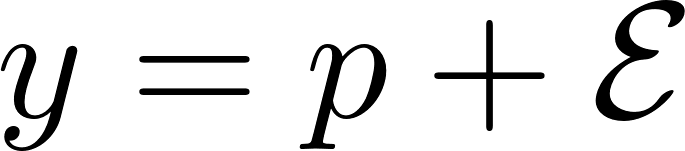 y = p + ℰ